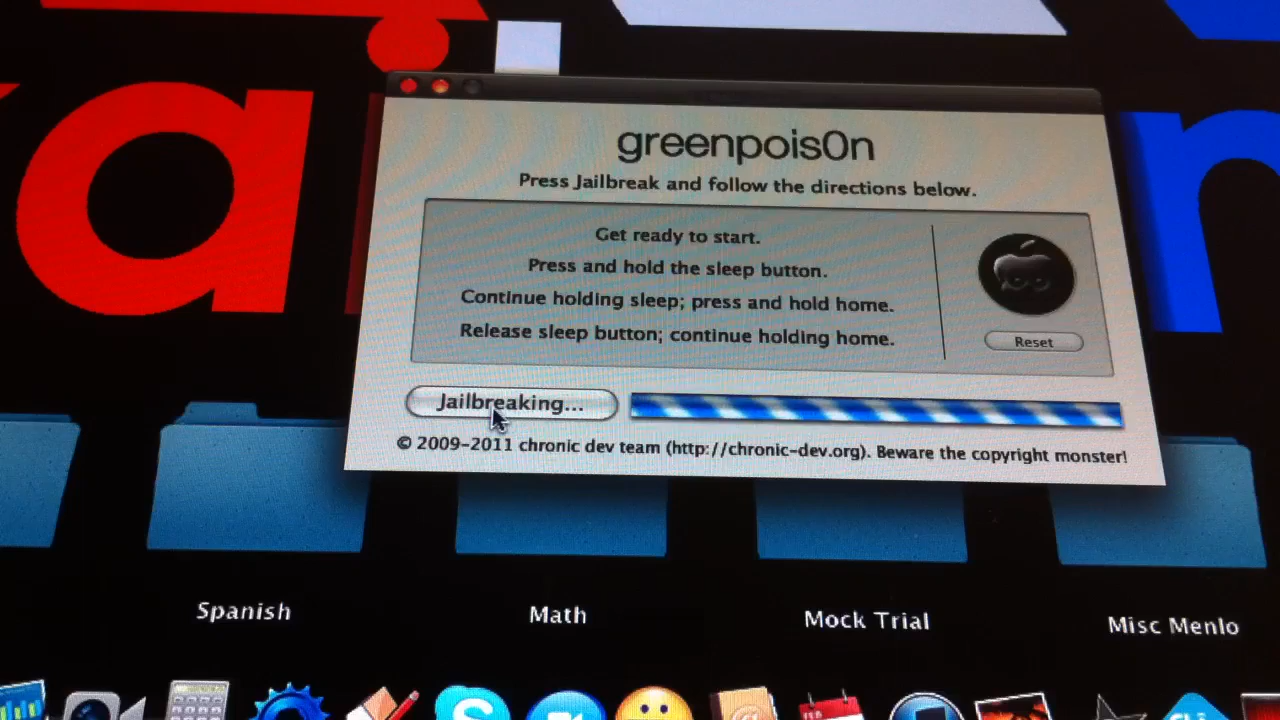 greenpois0n
Press Jailbreak and follow the directions below.
Get ready to start.
Press and hold the sleep button.
Continue holding sleep; press and hold home.
Release sleep button; continue holding home.
Reset
Jailbreaking...
© 2009-2011 chronic dev team (http://chronic-dev.org). Beware the copyright monster!
Spanish
Math
Mock Trial
Misc Menlo
FEB